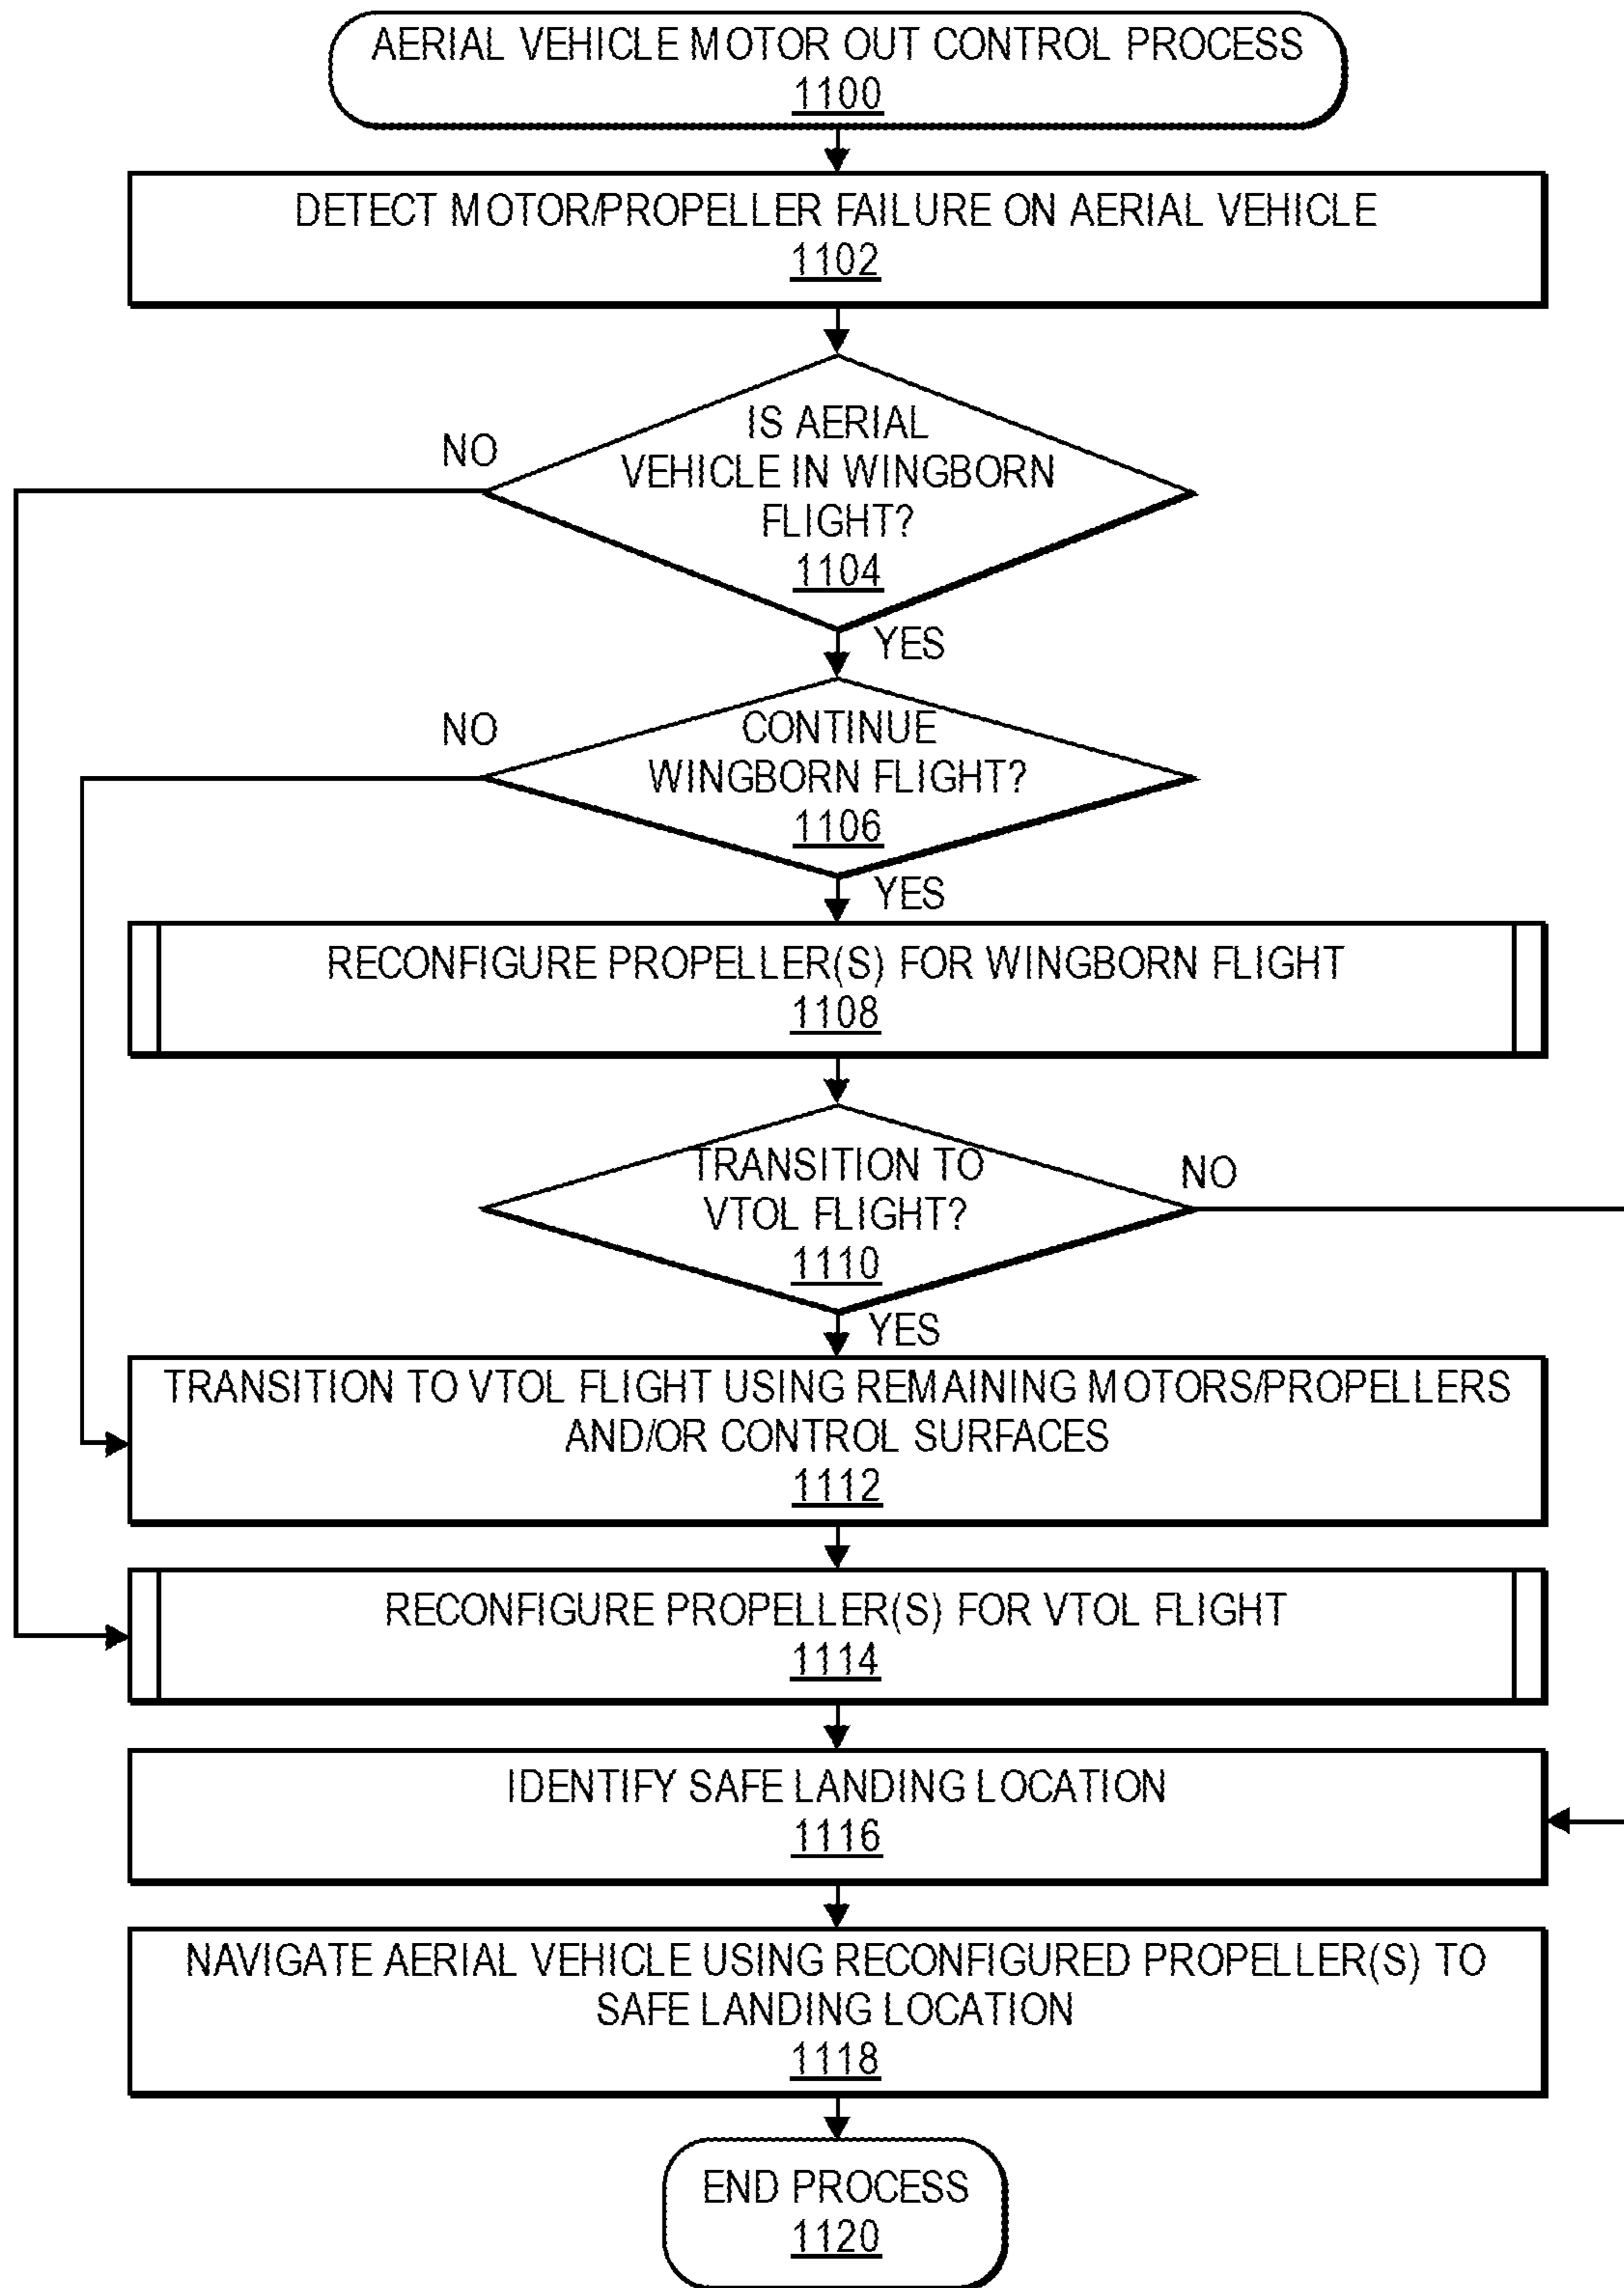 AERIAL VEHICLE MOTOR OUT CONTROL PROCESS
1100
DETECT MOTOR/PROPELLER FAILURE ON AERIAL VEHICLE
1102
IS AERIAL
VEHICLE IN WINGBORN
FLIGHT?
1104
NO
YES
CONTINUE
WINGBORN FLIGHT?
1106
NO
YES
RECONFIGURE PROPELLER(S) FOR WINGBORN FLIGHT
1108
TRANSITION TO
VTOL FLIGHT?
1110
NO
YES
TRANSITION TO VTOL FLIGHT USING REMAINING MOTORS/PROPELLERS
AND/OR CONTROL SURFACES
1112
RECONFIGURE PROPELLER(S) FOR VTOL FLIGHT
1114
IDENTIFY SAFE LANDING LOCATION
1116
NAVIGATE AERIAL VEHICLE USING RECONFIGURED PROPELLER(S) TO
SAFE LANDING LOCATION
1118
END PROCESS
1120